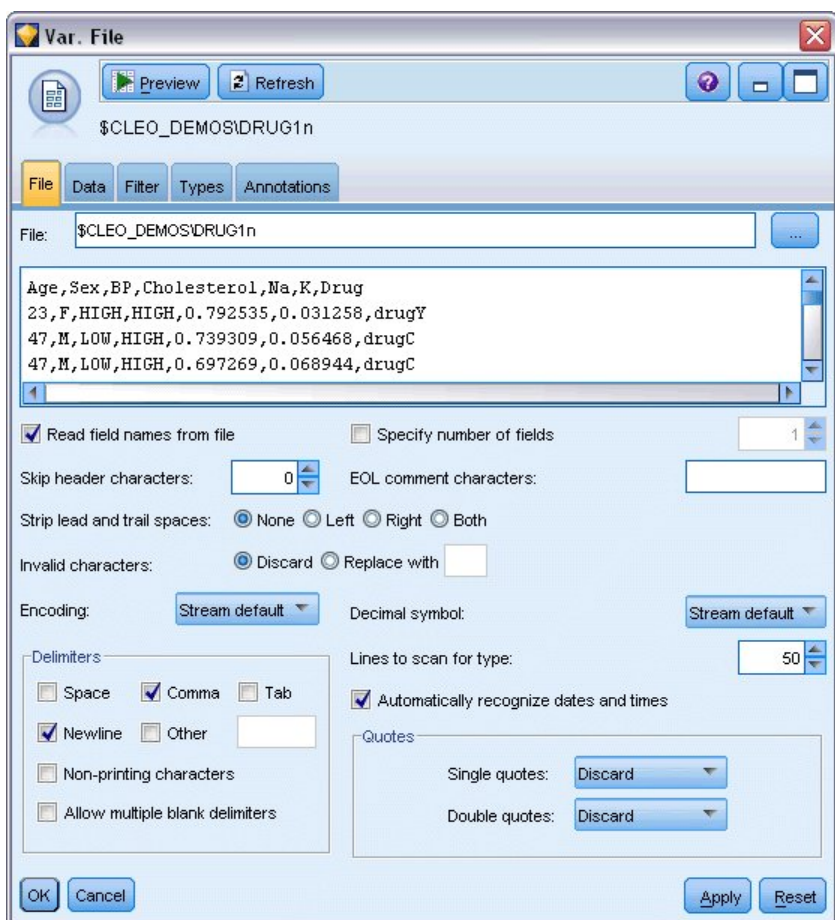 Var. File
Preview Refresh
$CLEO_DEMOS\DRUG1n
File Data Filter Types Annotations
File: $CLEO_DEMOS\DRUG1n ...
Age,Sex,BP,Cholesterol,Na,K,Drug
23,F,HIGH,HIGH,0.792535,0.031258,drugY
47,M,LOW,HIGH,0.739309,0.056468,drugC
47,M,LOW,HIGH,0.697269,0.068944,drugC
Read field names from file Specify number of fields 1
Skip header characters: 0 EOL comment characters:
Strip lead and trail spaces: None Left Right Both
Invalid characters: Discard Replace with
Encoding: Stream default Decimal symbol: Stream default
Delimiters Lines to scan for type: 50
Space Comma Tab Automatically recognize dates and times
Newline Other Quotes
Non-printing characters Single quotes: Discard
Allow multiple blank delimiters Double quotes: Discard
OK Cancel Apply Reset